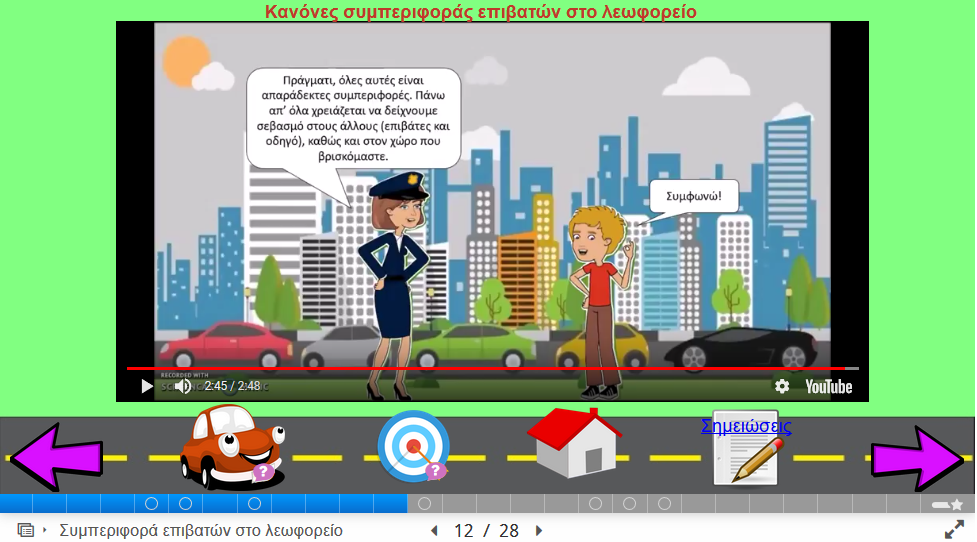 Κανόνες συμπεριφοράς επιβατών στο λεωφορείο
Πράγματι, όλες αυτές είναι
απαράδεκτες συμπεριφορές. Πάνω
απ' όλα χρειάζεται να δείχνουμε
σεβασμό στους άλλους (επιβάτες και
οδηγό), καθώς και στον χώρο που
βρισκόμαστε.
Συμφωνώ!
RECORDED WITH
2:45 / 2:48
YouTube
?
?
Σημειώσεις
Συμπεριφορά επιβατών στο λεωφορείο
12 / 28